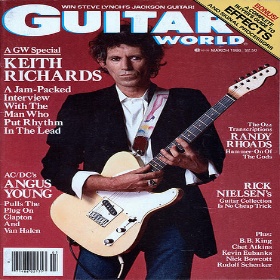 WIN STEVE LYNCH'S JACKSON GUITAR!
GUITAR
WORLD
MARCH 1986, $2.50
EFFECTS
A GW Special
KEITH
RICHARDS
A Jam-Packed
Interview
With The
Man Who
Put Rhythm
In The Lead
The Ozz
Transcriptions
RANDY
RHOADS
Hammer-On Of
The Gods
AC/DC's
ANGUS
YOUNG
Pulls The
Plug On
Clapton
And
Van Halen
RICK
NIELSEN'S
Guitar Collection
Is No Cheap Trick
Plus:
B.B. King
Chet Atkins
Kevin Eubanks
Nick Bowcott
Rudolf Schenker